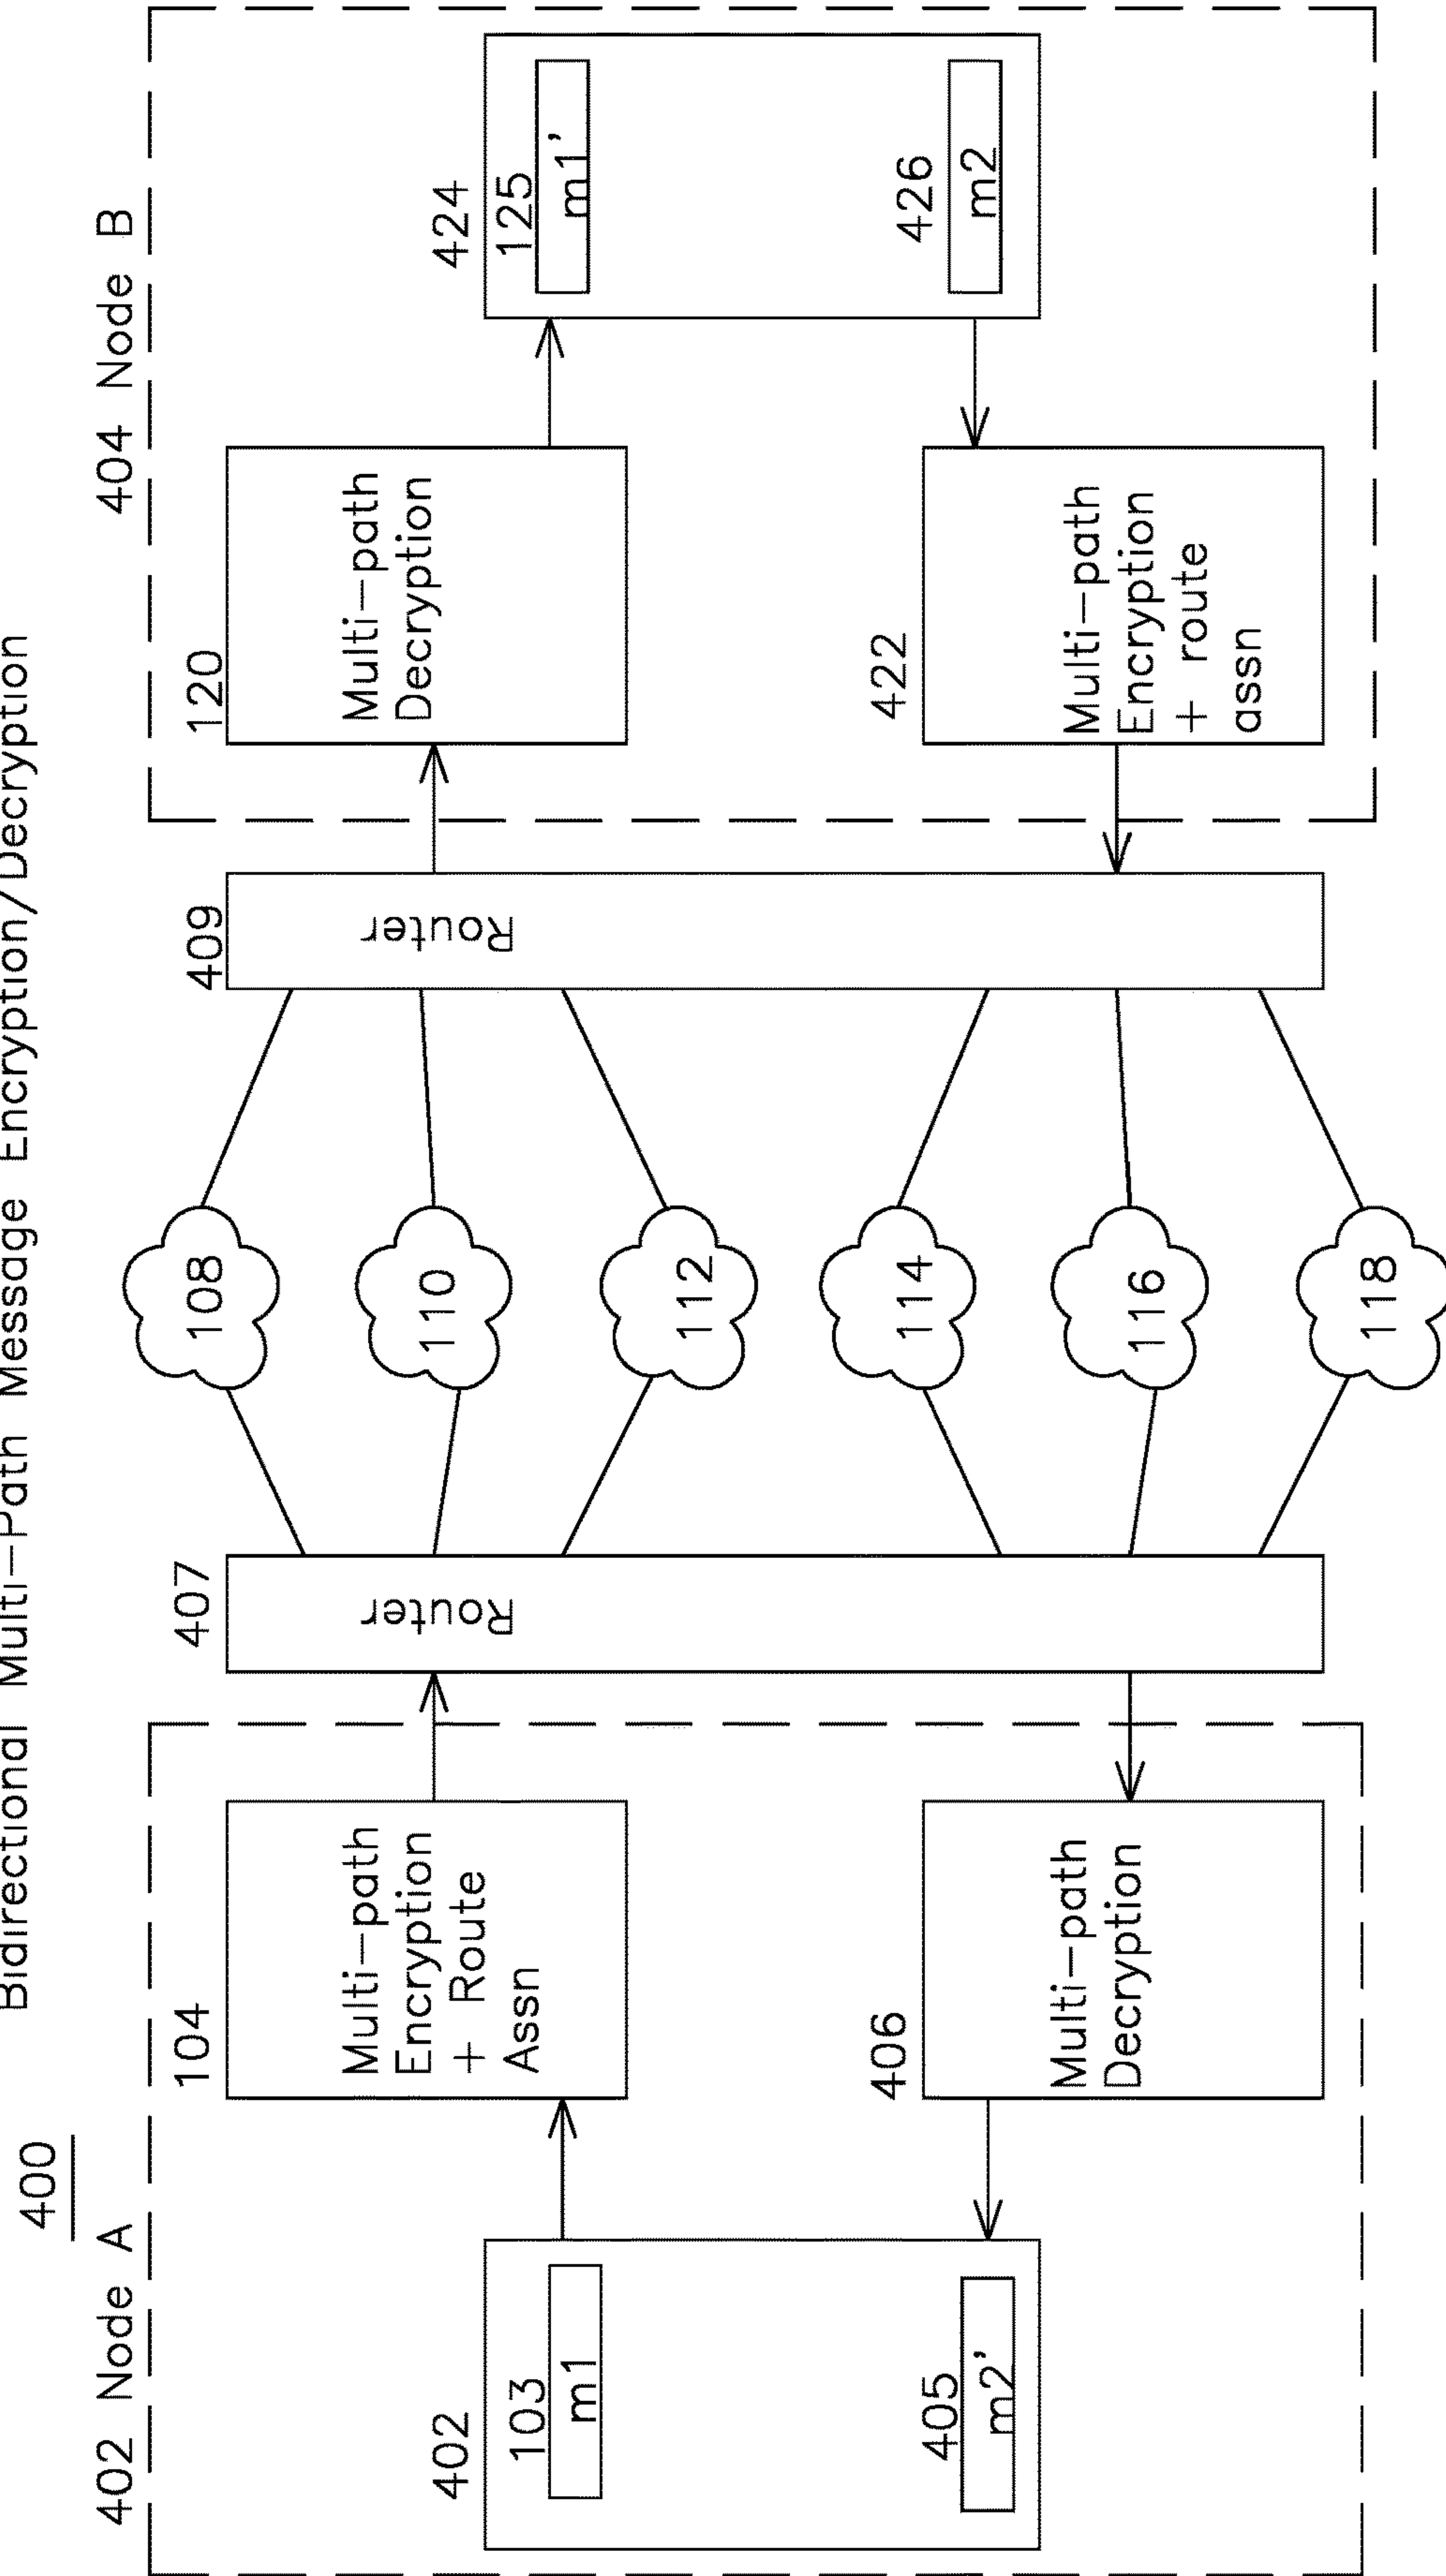 Bidirectional Multi-Path Message Encryption/Decryption
400
402 Node A
404 Node B
402
103
m1
405
m2'
104
Multi-path
Encryption
+ Route
Assn
406
Multi-path
Decryption
407
Router
108
110
112
114
116
118
409
Router
120
Multi-path
Decryption
422
Multi-path
Encryption
+ route
assn
424
125
m1'
426
m2